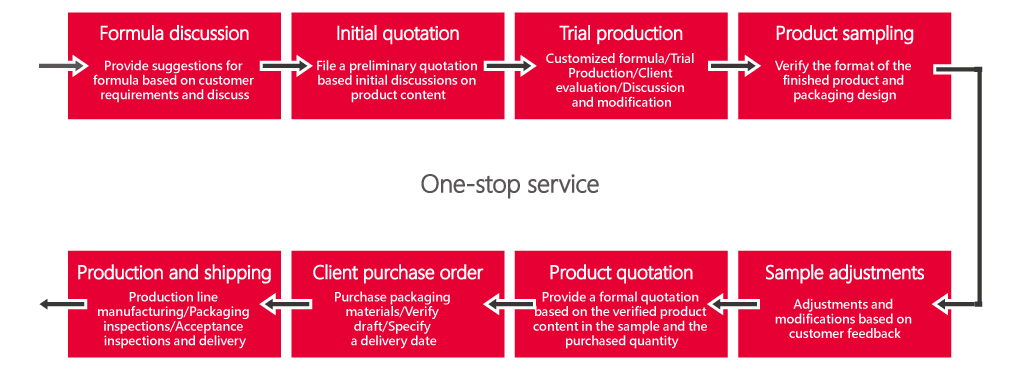 Formula discussion
Provide suggestions for
formula based on customer
requirements and discuss
Initial quotation
File a preliminary quotation
based initial discussions on
product content
Trial production
Customized formula/Trial
Production/Client
evaluation/Discussion
and modification
Product sampling
Verify the format of the
finished product and
packaging design
One-stop service
Sample adjustments
Adjustments and
modifications based on
customer feedback
Product quotation
Provide a formal quotation
based on the verified product
content in the sample and the
purchased quantity
Client purchase order
Purchase packaging
materials/Verify
draft/Specify
a delivery date
Production and shipping
Production line
manufacturing/Packaging
inspections/Acceptance
inspections and delivery